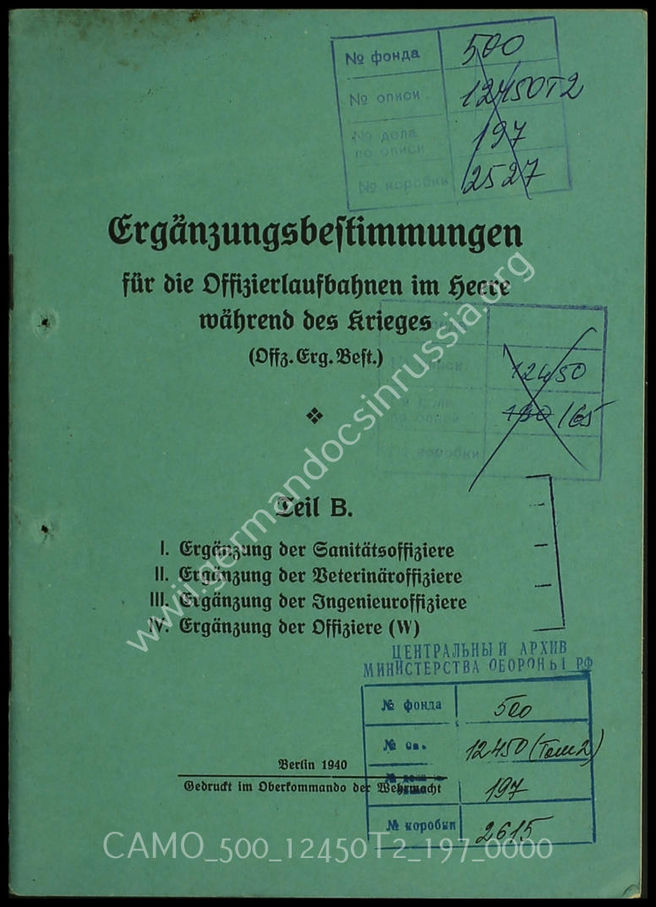 № фонда 500
№ описи 12450Т2
№ дела по описи 197
№ коробки 2527
Ergänzungsbestimmungen
für die Offizierlaufbahnen im Heere
während des Krieges
(Offz. Erg. Best.)
12450
190/65
№ коробки
Teil B.
I. Ergänzung der Sanitätsoffiziere
II. Ergänzung der Veterinäroffiziere
III. Ergänzung der Ingenieuroffiziere
IV. Ergänzung der Offiziere (W)
ЦЕНТРАЛЬНЫЙ АРХИВ
МИНИСТЕРСТВА ОБОРОНЫ РФ
№ фонда 500
№ оп. 12450 (Том 2)
197
№ коробки 2615
Berlin 1940
Gedruckt im Oberkommando der Wehrmacht
www.germandocsinrussia.org
CAMO_500_12450T2_197_0000